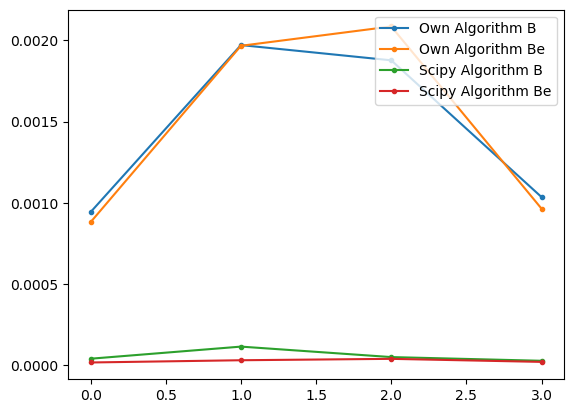 Own Algorithm B
Own Algorithm Be
Scipy Algorithm B
Scipy Algorithm Be
0.0020
0.0015
0.0010
0.0005
0.0000
0.0 0.5 1.0 1.5 2.0 2.5 3.0